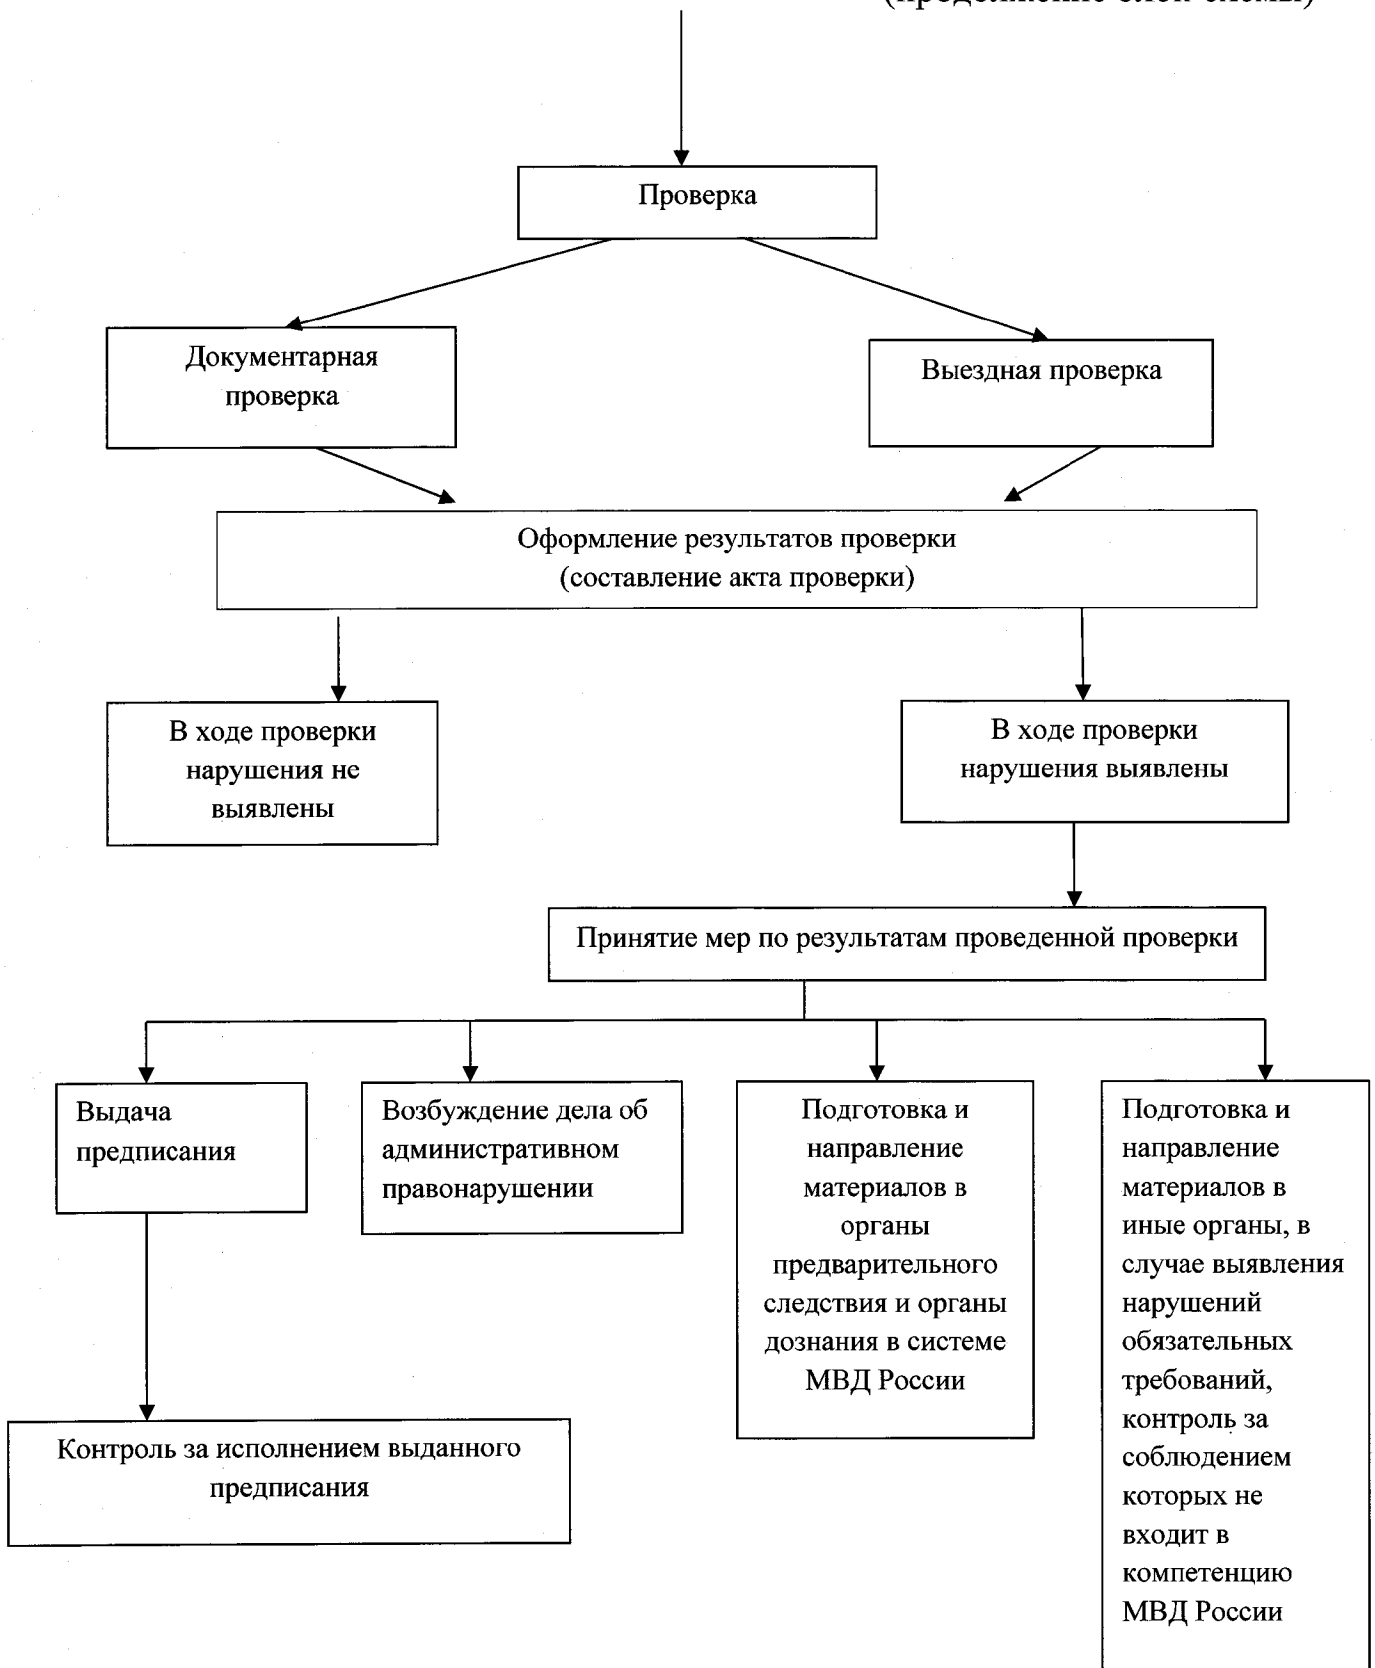 (продолжение блок-схемы)
Проверка
Документарная
проверка
Выездная проверка
Оформление результатов проверки
(составление акта проверки)
В ходе проверки
нарушения не
выявлены
В ходе проверки
нарушения выявлены
Принятие мер по результатам проведенной проверки
Выдача
предписания
Возбуждение дела об
административном
правонарушении
Подготовка и
направление
материалов в
органы
предварительного
следствия и органы
дознания в системе
МВД России
Подготовка и
направление
материалов в
иные органы, в
случае выявления
нарушений
обязательных
требований,
контроль за
соблюдением
которых не
входит в
компетенцию
МВД России
Контроль за исполнением выданного
предписания